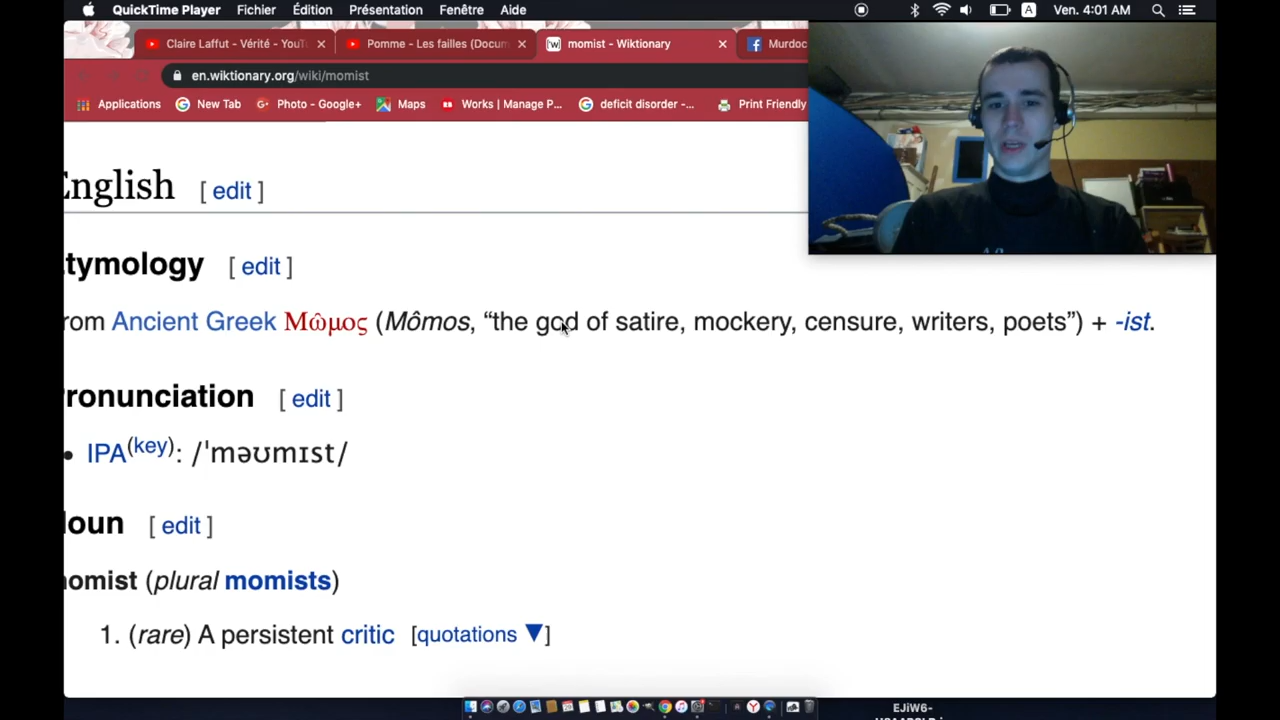 QuickTime Player Fichier Édition Présentation Fenêtre Aide A Ven. 4:01 AM
Claire Laffut - Vérité - YouT × Pomme - Les failles (Docum × momist - Wiktionary × Murdoc
en.wiktionary.org/wiki/momist
Applications New Tab Photo - Google+ Maps Works | Manage P... deficit disorder -... Print Friendly
English [ edit ]
tymology [ edit ]
rom Ancient Greek Μῶμος (Mômos, “the god of satire, mockery, censure, writers, poets”) + -ist.
ronunciation [ edit ]
• IPA(key): /ˈməʊmɪst/
Noun [ edit ]
momist (plural momists)
1. (rare) A persistent critic [quotations ▼]
EJiW6-